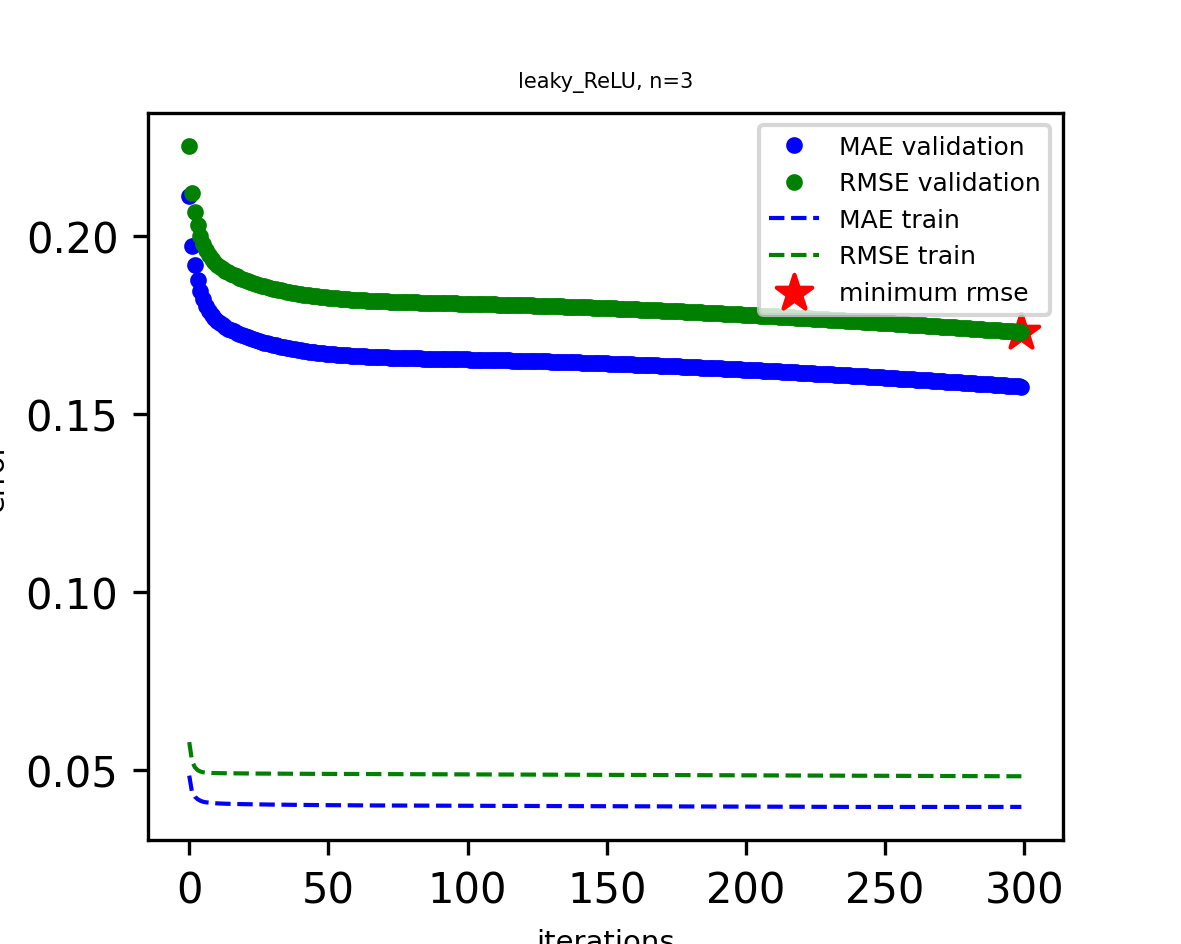 leaky_ReLU, n=3
MAE validation
RMSE validation
MAE train
RMSE train
minimum rmse
0.20
0.15
0.10
0.05
0 50 100 150 200 250 300
iterations